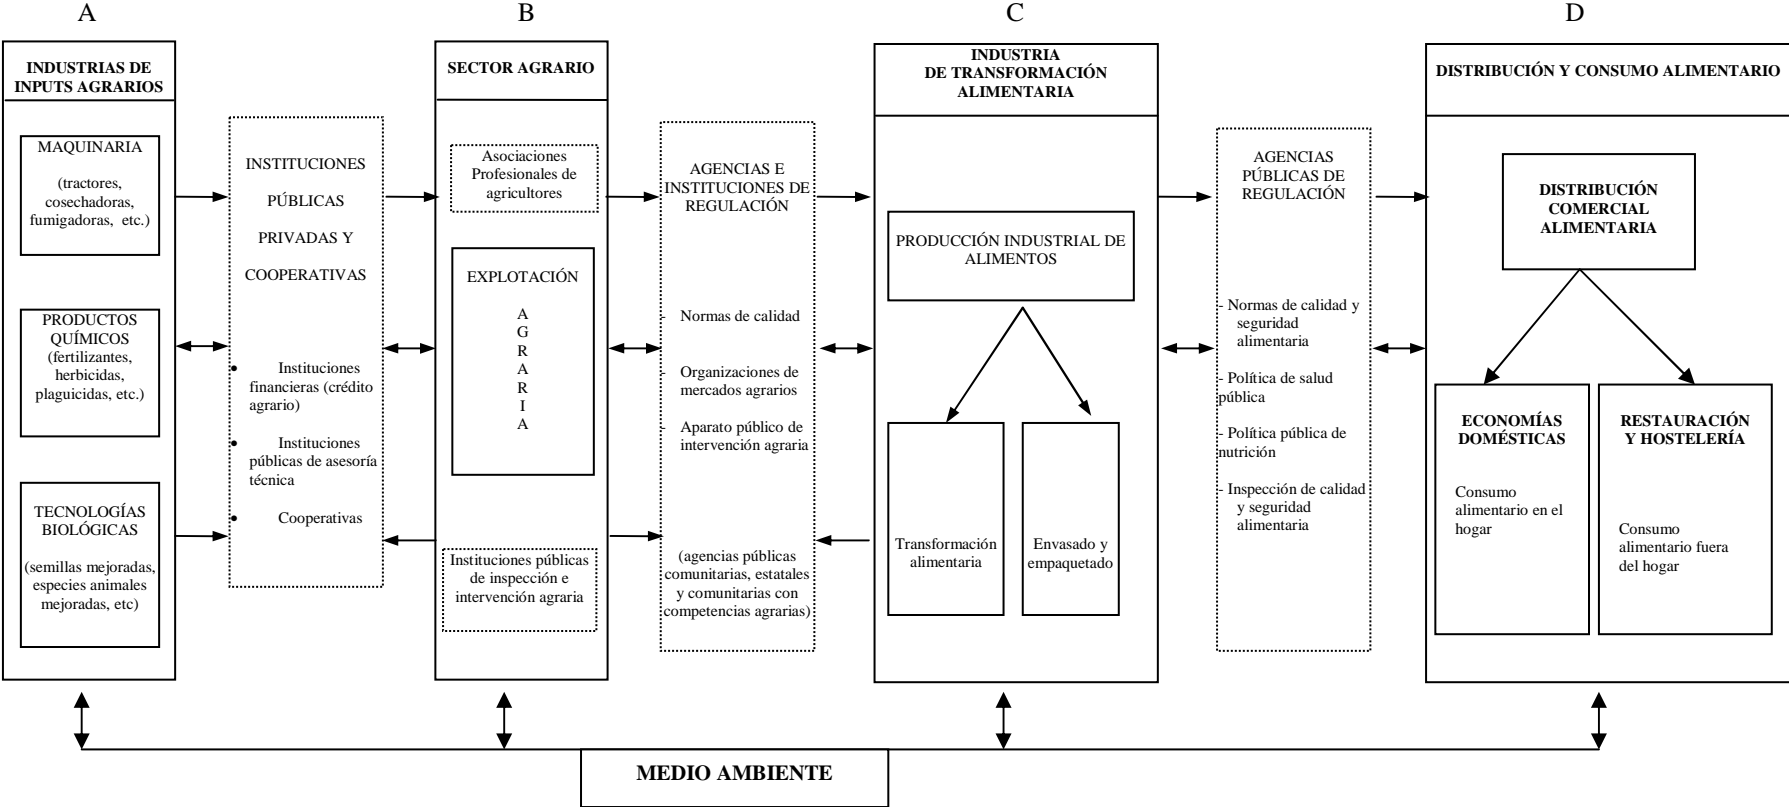 A
B
C
D
INDUSTRIAS DE
INPUTS AGRARIOS
MAQUINARIA
(tractores,
cosechadoras,
fumigadoras, etc.)
PRODUCTOS
QUÍMICOS
(fertilizantes,
herbicidas,
plaguicidas, etc.)
TECNOLOGÍAS
BIOLÓGICAS
(semillas mejoradas,
especies animales
mejoradas, etc)
INSTITUCIONES
PÚBLICAS
PRIVADAS Y
COOPERATIVAS
• Instituciones
financieras (crédito
agrario)
• Instituciones
públicas de asesoría
técnica
• Cooperativas
SECTOR AGRARIO
Asociaciones
Profesionales de
agricultores
EXPLOTACIÓN
A
G
R
A
R
I
A
Instituciones públicas
de inspección e
intervención agraria
AGENCIAS E
INSTITUCIONES DE
REGULACIÓN
- Normas de calidad
- Organizaciones de
mercados agrarios
- Aparato público de
intervención agraria
(agencias públicas
comunitarias, estatales
y comunitarias con
competencias agrarias)
INDUSTRIA
DE TRANSFORMACIÓN
ALIMENTARIA
PRODUCCIÓN INDUSTRIAL DE
ALIMENTOS
Transformación
alimentaria
Envasado y
empaquetado
AGENCIAS
PÚBLICAS DE
REGULACIÓN
- Normas de calidad y
seguridad
alimentaria
- Política de salud
pública
- Política pública de
nutrición
- Inspección de calidad
y seguridad
alimentaria
DISTRIBUCIÓN Y CONSUMO ALIMENTARIO
DISTRIBUCIÓN
COMERCIAL
ALIMENTARIA
ECONOMÍAS
DOMÉSTICAS
Consumo
alimentario en el
hogar
RESTAURACIÓN
Y HOSTELERÍA
Consumo
alimentario fuera
del hogar
MEDIO AMBIENTE